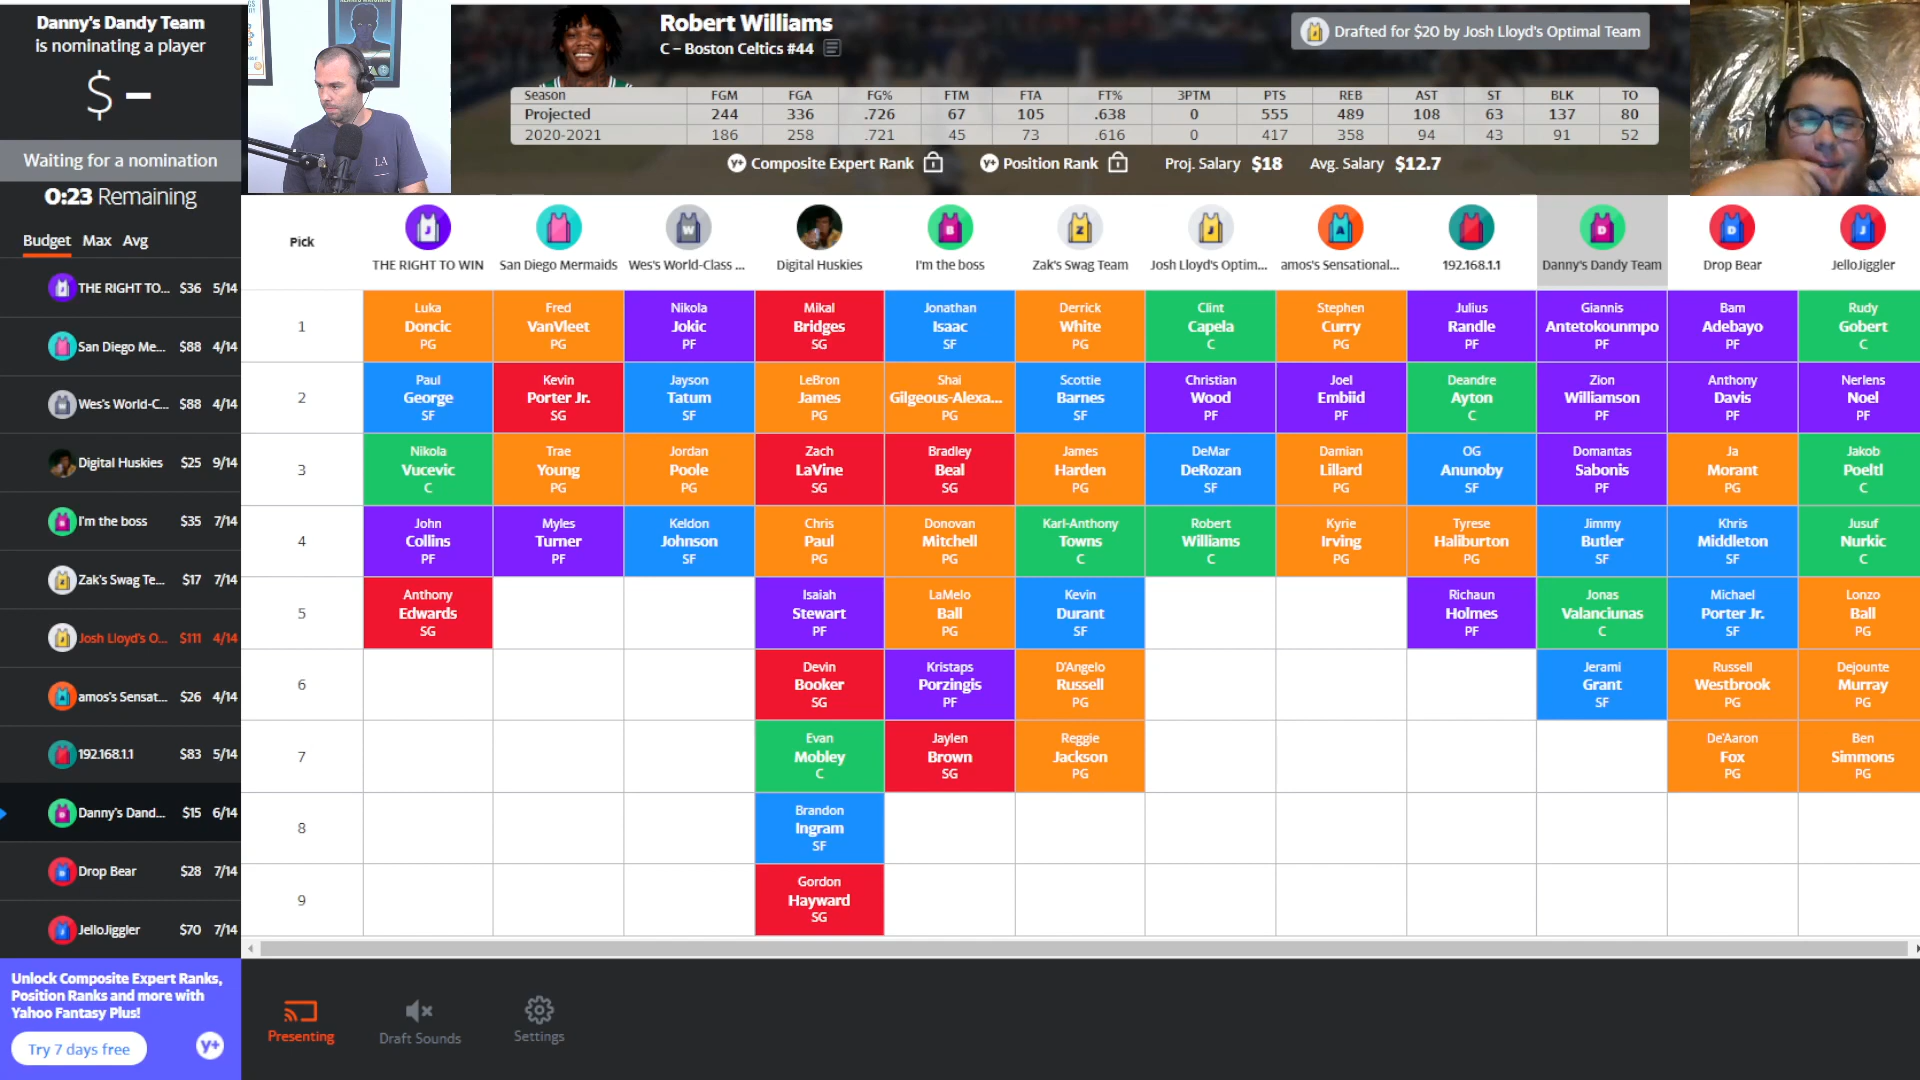 Danny's Dandy Team
is nominating a player
$ –
Waiting for a nomination
0:23 Remaining
Budget Max Avg
THE RIGHT TO... $36 5/14
San Diego Me... $88 4/14
Wes's World-C... $88 4/14
Digital Huskies $25 9/14
I'm the boss $35 7/14
Zak's Swag Te... $17 7/14
Josh Lloyd's O... $111 4/14
amos's Sensat... $26 4/14
192.168.1.1 $83 5/14
Danny's Dand... $15 6/14
Drop Bear $28 7/14
JelloJiggler $70 7/14
Unlock Composite Expert Ranks,
Position Ranks and more with
Yahoo Fantasy Plus!
Try 7 days free
y+
LA
Robert Williams
C – Boston Celtics #44
Drafted for $20 by Josh Lloyd's Optimal Team
Season FGM FGA FG% FTM FTA FT% 3PTM PTS REB AST ST BLK TO
Projected 244 336 .726 67 105 .638 0 555 489 108 63 137 80
2020-2021 186 258 .721 45 73 .616 0 417 358 94 43 91 52
y+ Composite Expert Rank y+ Position Rank Proj. Salary $18 Avg. Salary $12.7
J W B Z J A D D J
Pick THE RIGHT TO WIN San Diego Mermaids Wes's World-Class ... Digital Huskies I'm the boss Zak's Swag Team Josh Lloyd's Optim... amos's Sensational... 192.168.1.1 Danny's Dandy Team Drop Bear JelloJiggler
Luka Fred Nikola Mikal Jonathan Derrick Clint Stephen Julius Giannis Bam Rudy
1 Doncic VanVleet Jokic Bridges Isaac White Capela Curry Randle Antetokounmpo Adebayo Gobert
PG PG PF SG SF PG C PG PF PF PF C
Paul Kevin Jayson LeBron Shai Scottie Christian Joel Deandre Zion Anthony Nerlens
2 George Porter Jr. Tatum James Gilgeous-Alexa... Barnes Wood Embiid Ayton Williamson Davis Noel
SF SG SF PG PG SF PF PF C PF PF PF
Nikola Trae Jordan Zach Bradley James DeMar Damian OG Domantas Ja Jakob
3 Vucevic Young Poole LaVine Beal Harden DeRozan Lillard Anunoby Sabonis Morant Poeltl
C PG PG SG SG PG SF PG SF PF PG C
John Myles Keldon Chris Donovan Karl-Anthony Robert Kyrie Tyrese Jimmy Khris Jusuf
4 Collins Turner Johnson Paul Mitchell Towns Williams Irving Haliburton Butler Middleton Nurkic
PF PF SF PG PG C C PG PG SF SF C
Anthony Isaiah LaMelo Kevin Richaun Jonas Michael Lonzo
5 Edwards Stewart Ball Durant Holmes Valanciunas Porter Jr. Ball
SG PF PG SF PF C SF PG
Devin Kristaps D'Angelo Jerami Russell Dejounte
6 Booker Porzingis Russell Grant Westbrook Murray
SG PF PG SF PG PG
Evan Jaylen Reggie De'Aaron Ben
7 Mobley Brown Jackson Fox Simmons
C SG PG PG PG
Brandon
8 Ingram
SF
Gordon
9 Hayward
SG
Presenting Draft Sounds Settings